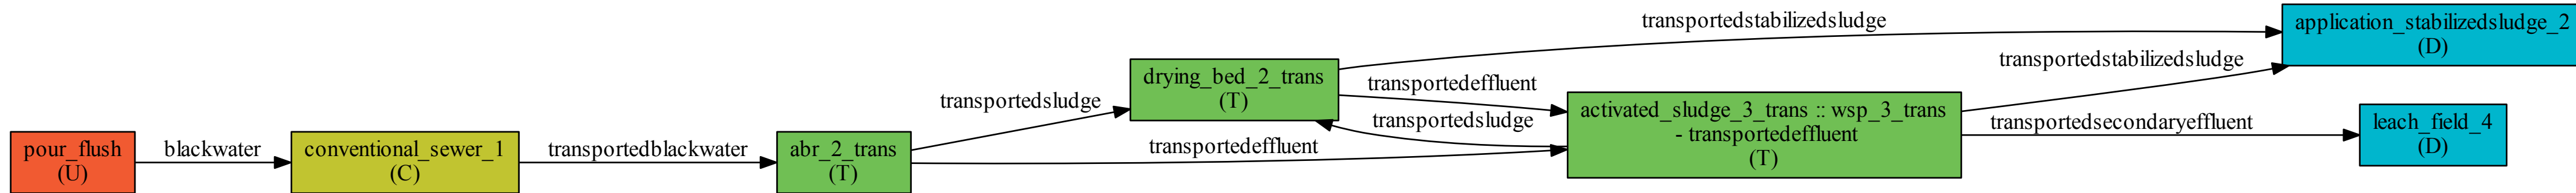 pour_flush
(U)
blackwater
conventional_sewer_1
(C)
transportedblackwater
abr_2_trans
(T)
transportedsludge
transportedeffluent
drying_bed_2_trans
(T)
transportedstabilizedsludge
transportedeffluent
transportedsludge
activated_sludge_3_trans :: wsp_3_trans
- transportedeffluent
(T)
transportedstabilizedsludge
transportedsecondaryeffluent
application_stabilizedsludge_2
(D)
leach_field_4
(D)